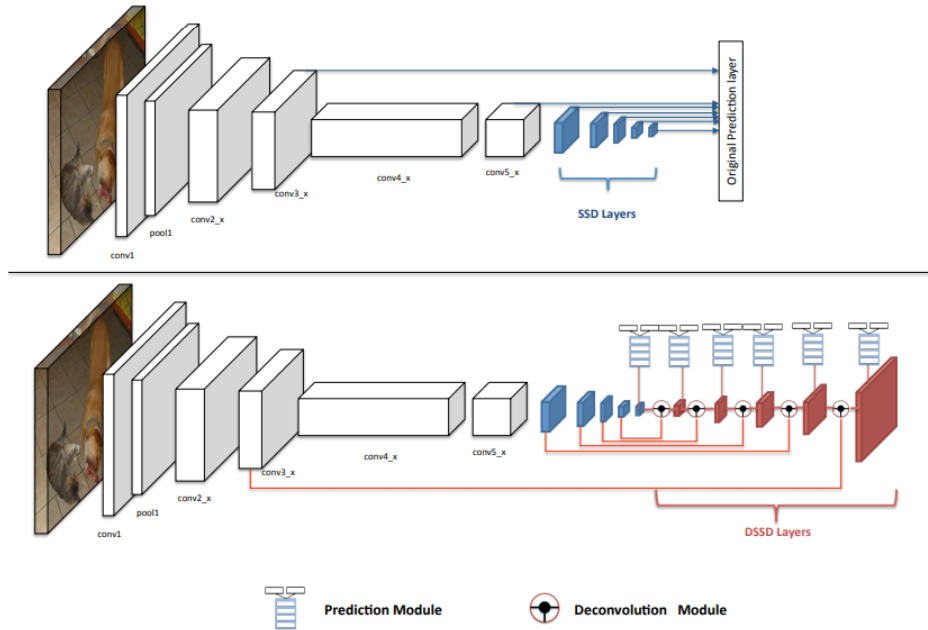 Original Prediction layer
conv1
pool1
conv2_x
conv3_x
conv4_x
conv5_x
SSD Layers
conv1
pool1
conv2_x
conv3_x
conv4_x
conv5_x
DSSD Layers
Prediction Module
Deconvolution Module